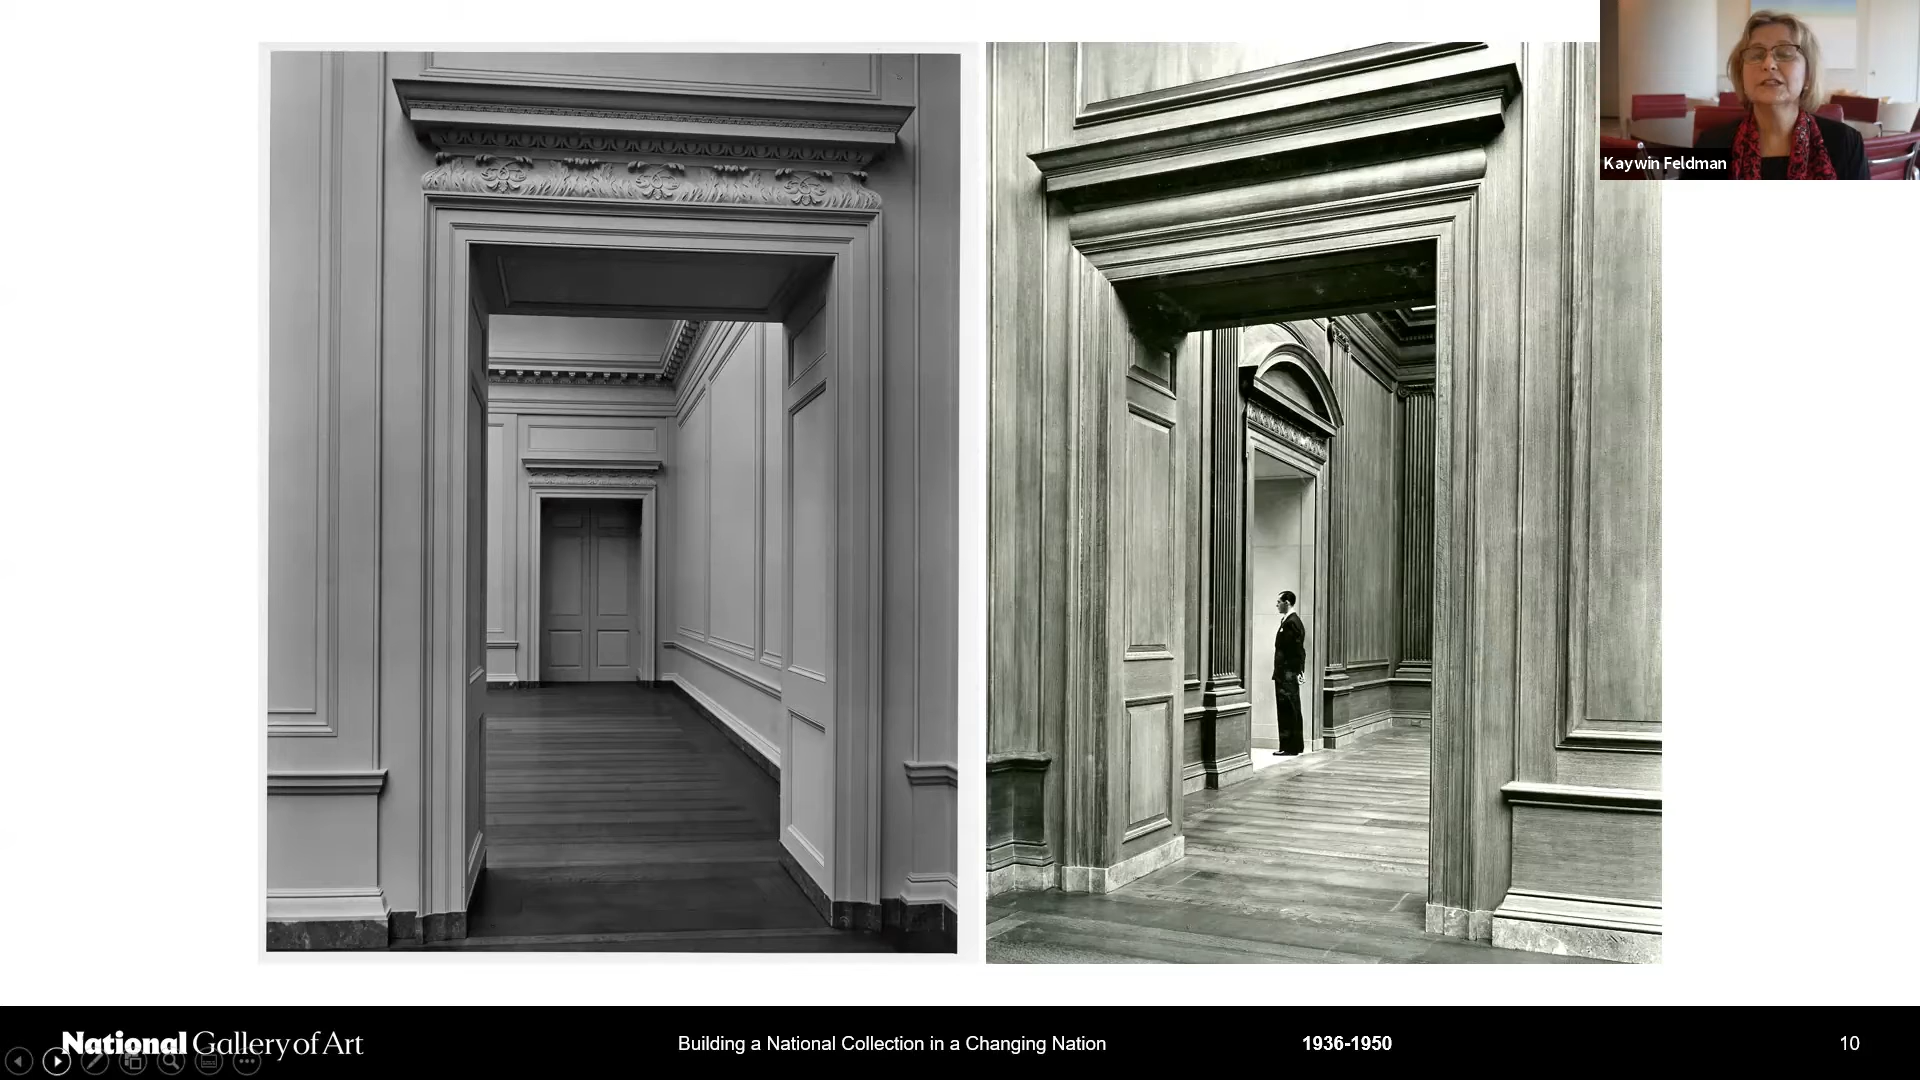 Kaywin Feldman
National Gallery of Art
Building a National Collection in a Changing Nation
1936-1950
10